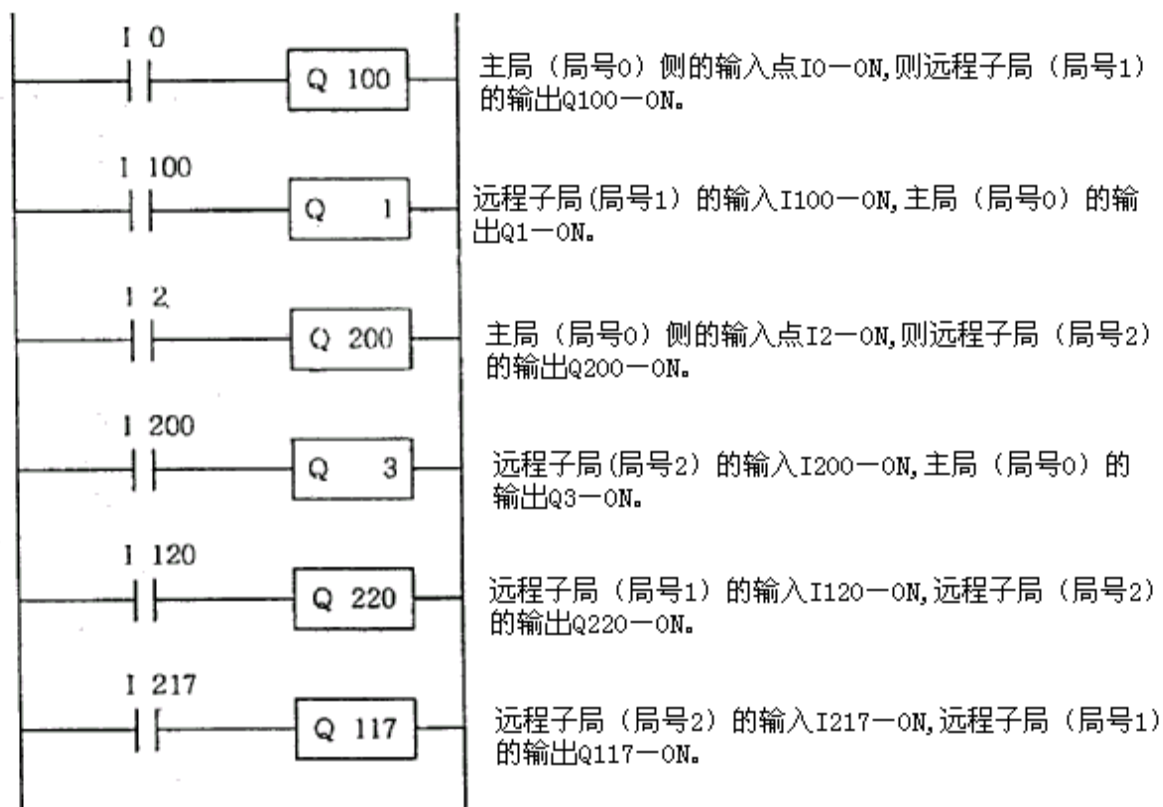 I 0
Q 100
主局（局号0）侧的输入点I0—ON,则远程子局（局号1）
的输出Q100—ON。
I 100
Q 1
远程子局(局号1）的输入I100—ON,主局（局号0）的输
出Q1—ON。
I 2
Q 200
主局（局号0）侧的输入点I2—ON,则远程子局（局号2）
的输出Q200—ON。
I 200
Q 3
远程子局(局号2）的输入I200—ON,主局（局号0）的
输出Q3—ON。
I 120
Q 220
远程子局（局号1）的输入I120—ON,远程子局（局号2）
的输出Q220—ON。
I 217
Q 117
远程子局（局号2）的输入I217—ON,远程子局（局号1）
的输出Q117—ON。